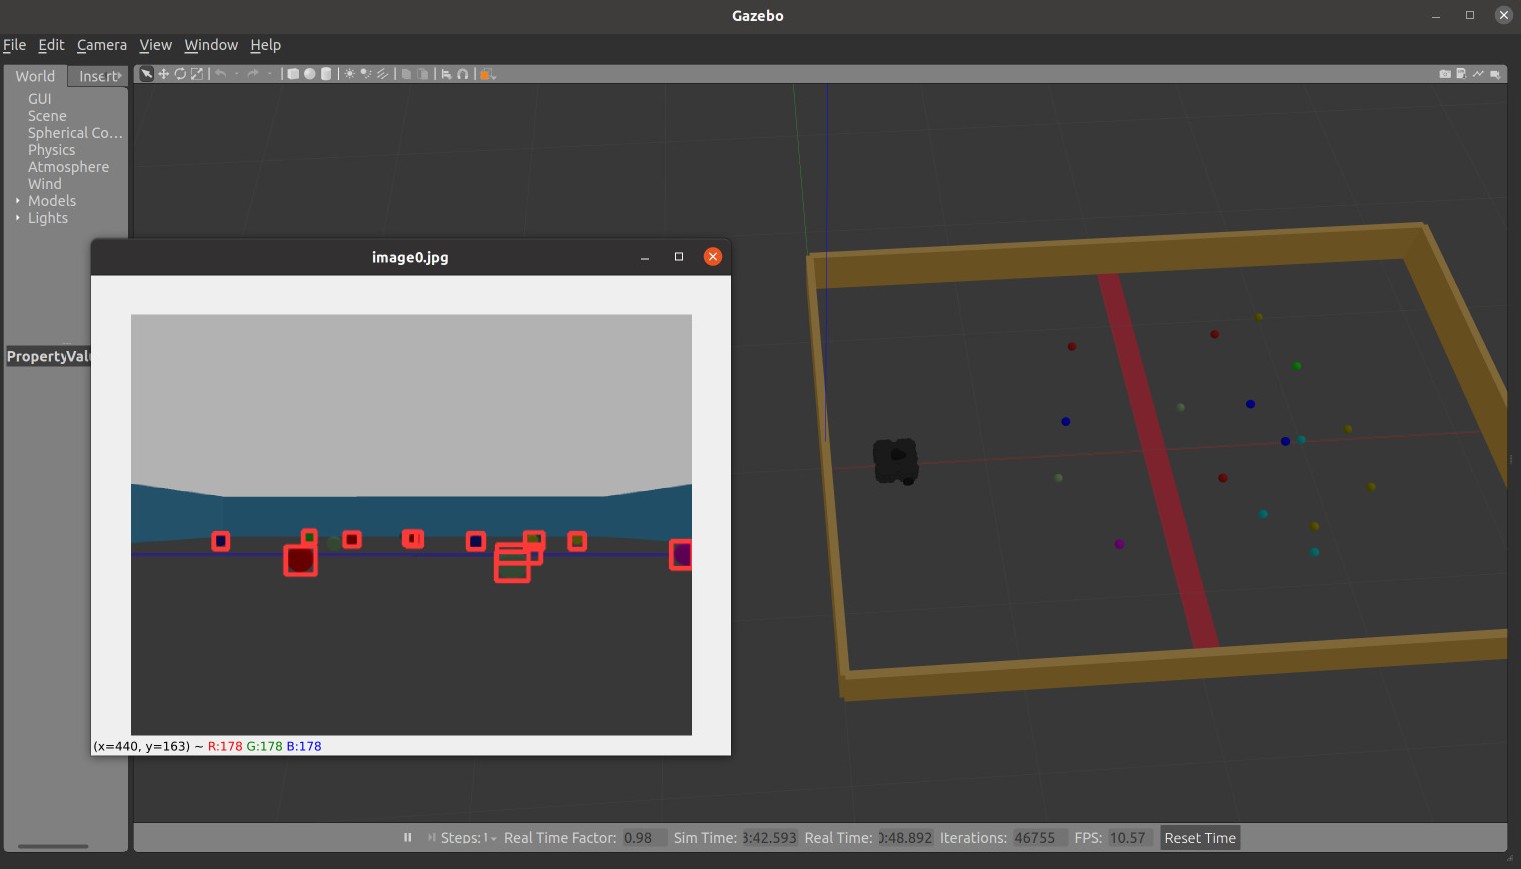 Gazebo
File Edit Camera View Window Help
World Insert
GUI
Scene
Spherical Co…
Physics
Atmosphere
Wind
Models
Lights
PropertyValu
image0.jpg
(x=440, y=163) ~ R:178 G:178 B:178
Steps: 1 Real Time Factor: 0.98 Sim Time: 3:42.593 Real Time: 0:48.892 Iterations: 46755 FPS: 10.57 Reset Time